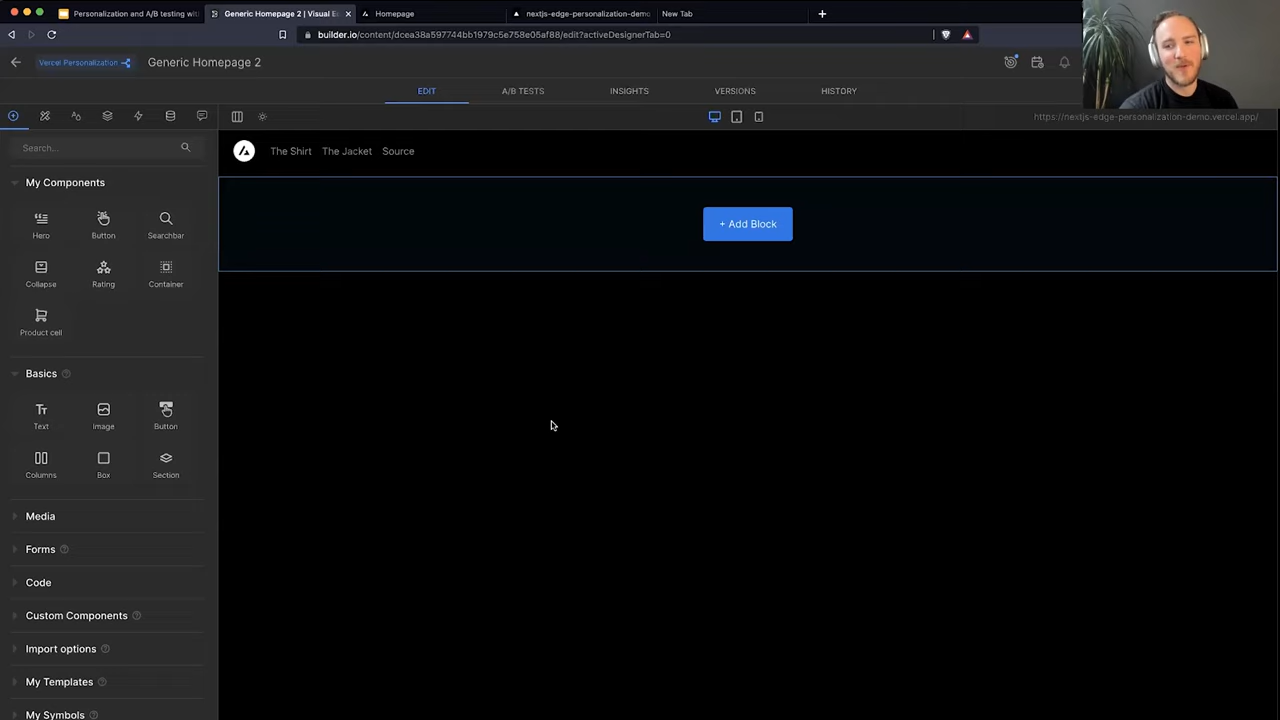 Personalization and A/B testing with
Generic Homepage 2 | Visual E
Homepage
nextjs-edge-personalization-demo
New Tab
builder.io/content/dcea38a597744bb1979c5e758e05af88/edit?activeDesignerTab=0
Vercel Personalization
Generic Homepage 2
EDIT
A/B TESTS
INSIGHTS
VERSIONS
HISTORY
https://nextjs-edge-personalization-demo.vercel.app/
Search...
The Shirt
The Jacket
Source
My Components
+ Add Block
Hero
Button
Searchbar
Collapse
Rating
Container
Product cell
Basics
Text
Image
Button
Columns
Box
Section
Media
Forms
Code
Custom Components
Import options
My Templates
My Symbols